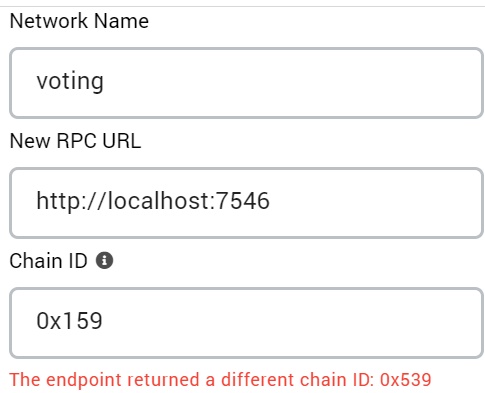 Network Name
voting
New RPC URL
http://localhost:7546
Chain ID
0x159
The endpoint returned a different chain ID: 0x539